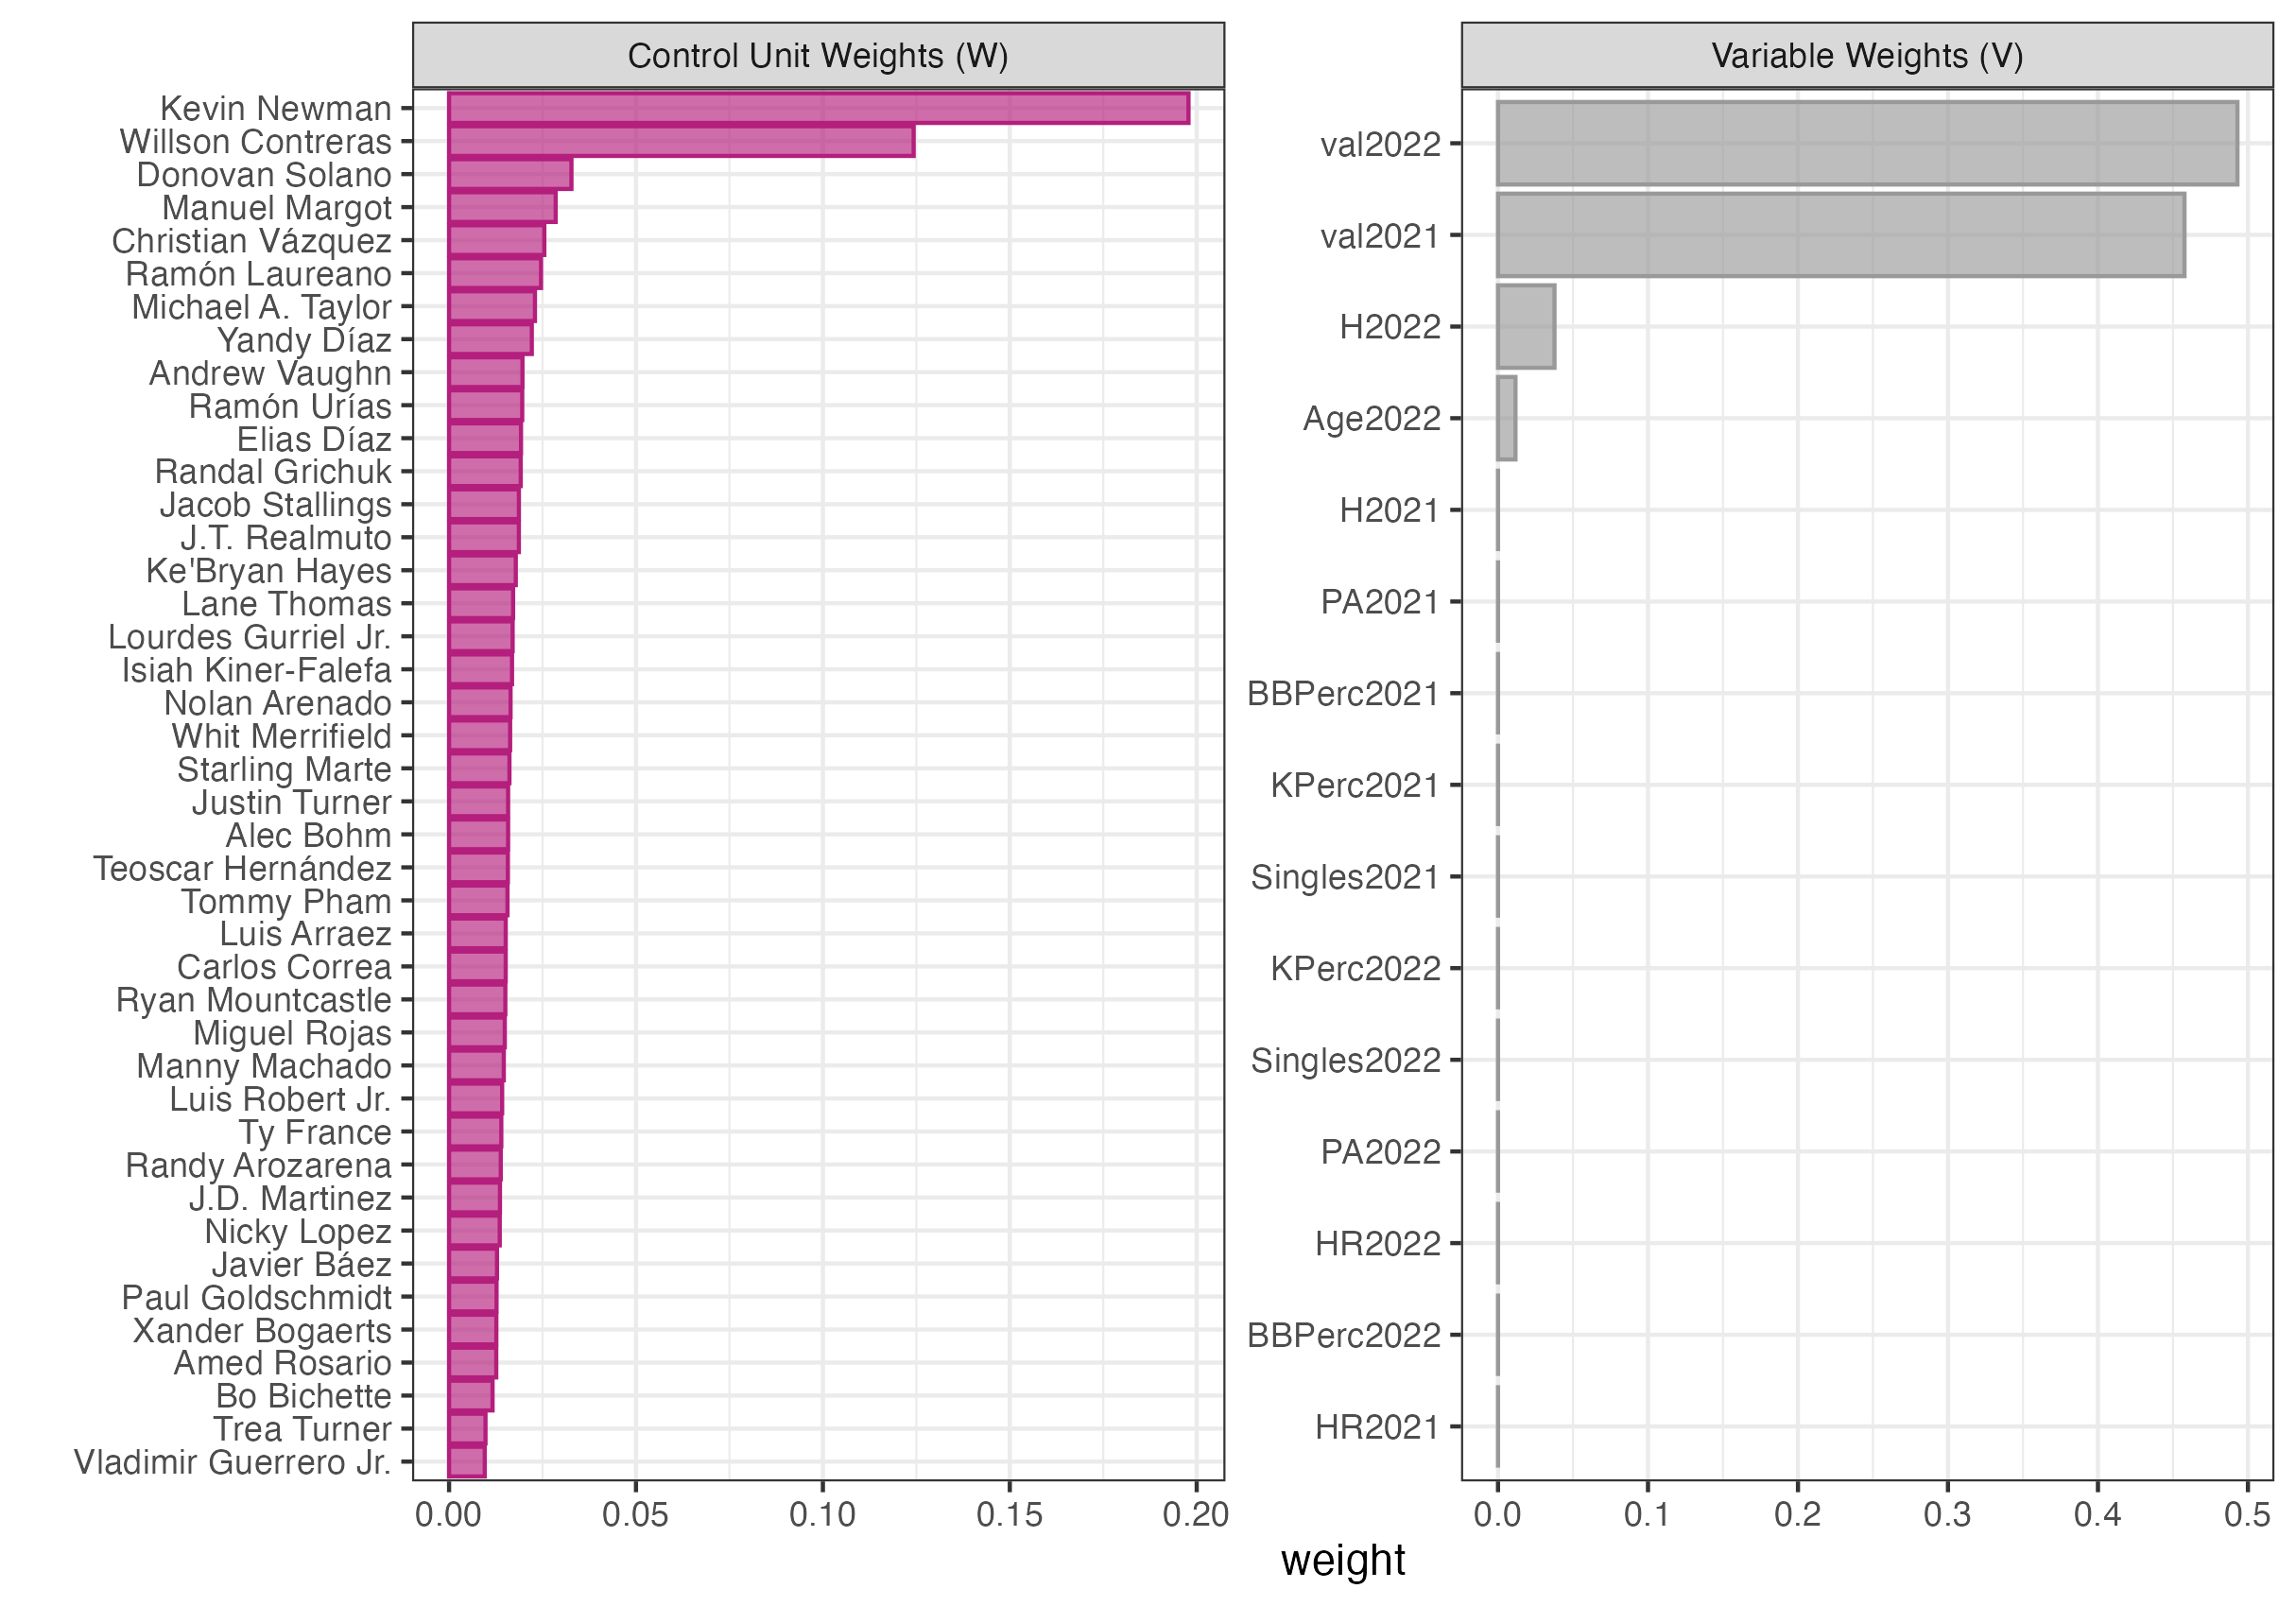 Control Unit Weights (W)
Kevin Newman
Willson Contreras
Donovan Solano
Manuel Margot
Christian Vázquez
Ramón Laureano
Michael A. Taylor
Yandy Díaz
Andrew Vaughn
Ramón Urías
Elias Díaz
Randal Grichuk
Jacob Stallings
J.T. Realmuto
Ke'Bryan Hayes
Lane Thomas
Lourdes Gurriel Jr.
Isiah Kiner-Falefa
Nolan Arenado
Whit Merrifield
Starling Marte
Justin Turner
Alec Bohm
Teoscar Hernández
Tommy Pham
Luis Arraez
Carlos Correa
Ryan Mountcastle
Miguel Rojas
Manny Machado
Luis Robert Jr.
Ty France
Randy Arozarena
J.D. Martinez
Nicky Lopez
Javier Báez
Paul Goldschmidt
Xander Bogaerts
Amed Rosario
Bo Bichette
Trea Turner
Vladimir Guerrero Jr.
0.00 0.05 0.10 0.15 0.20
Variable Weights (V)
val2022
val2021
H2022
Age2022
H2021
PA2021
BBPerc2021
KPerc2021
Singles2021
KPerc2022
Singles2022
PA2022
HR2022
BBPerc2022
HR2021
0.0 0.1 0.2 0.3 0.4 0.5
weight